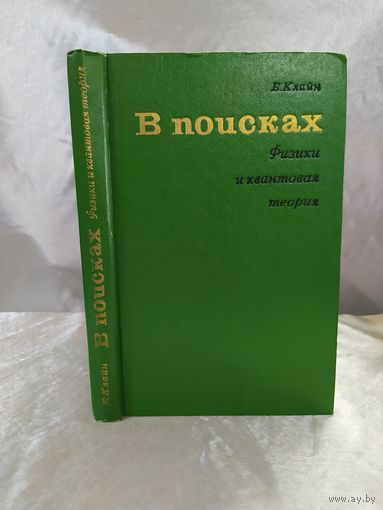 Б. Клайн
В поисках
Физики
и квантовая
теория
Б. Клайн В поисках Физики и квантовая теория
www.ay.by